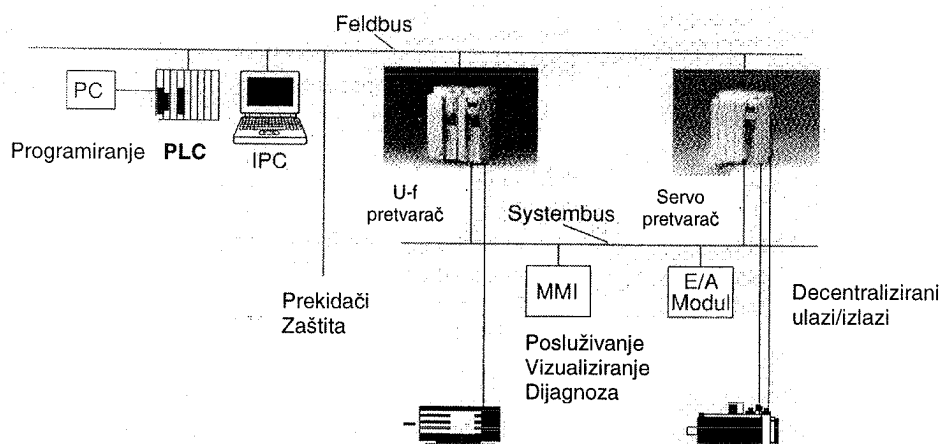 Feldbus
PC
Programiranje
PLC
IPC
U-f
pretvarač
Servo
pretvarač
Systembus
Prekidači
Zaštita
MMI
E/A
Modul
Decentralizirani
ulazi/izlazi
Posluživanje
Vizualiziranje
Dijagnoza